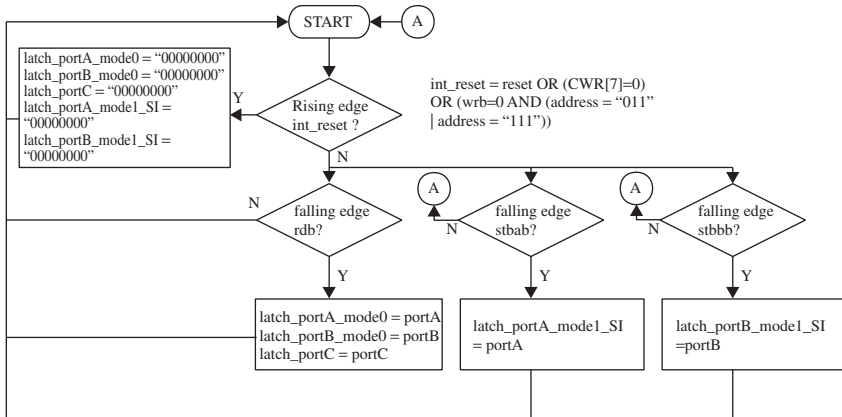 START
A
latch_portA_mode0 = “00000000”
latch_portB_mode0 = “00000000”
latch_portC = “00000000”
latch_portA_mode1_SI =
“00000000”
latch_portB_mode1_SI =
“00000000”
Y
Rising edge
int_reset ?
int_reset = reset OR (CWR[7]=0)
OR (wrb=0 AND (address = “011”
| address = “111”))
N
N
falling edge
rdb?
A
N
falling edge
stbab?
A
N
falling edge
stbbb?
Y
Y
Y
latch_portA_mode0 = portA
latch_portB_mode0 = portB
latch_portC = portC
latch_portA_mode1_SI
= portA
latch_portB_mode1_SI
=portB